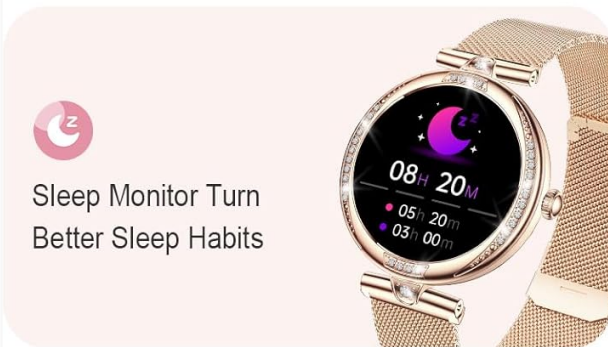 Z
Sleep Monitor Turn
Better Sleep Habits
z z
08H 20M
05h 20m
03h 00m